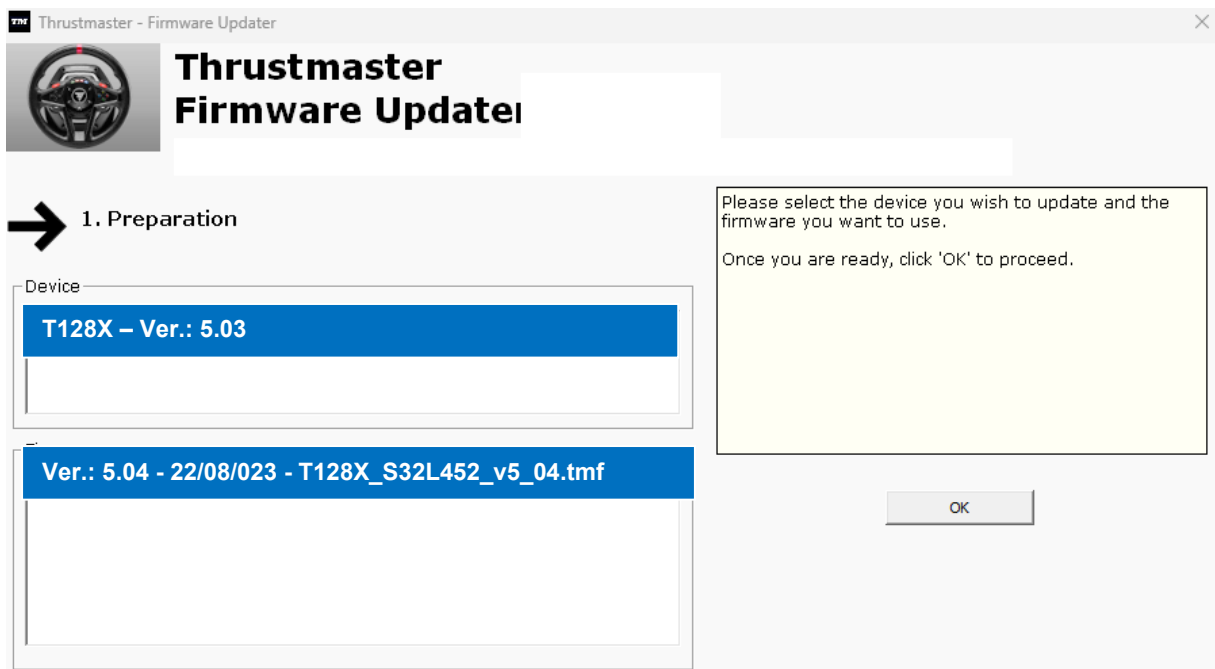 Thrustmaster - Firmware Updater
Thrustmaster
Firmware Updater
1. Preparation
Please select the device you wish to update and the
firmware you want to use.
Once you are ready, click 'OK' to proceed.
Device
T128X – Ver.: 5.03
Ver.: 5.04 - 22/08/023 - T128X_S32L452_v5_04.tmf
OK